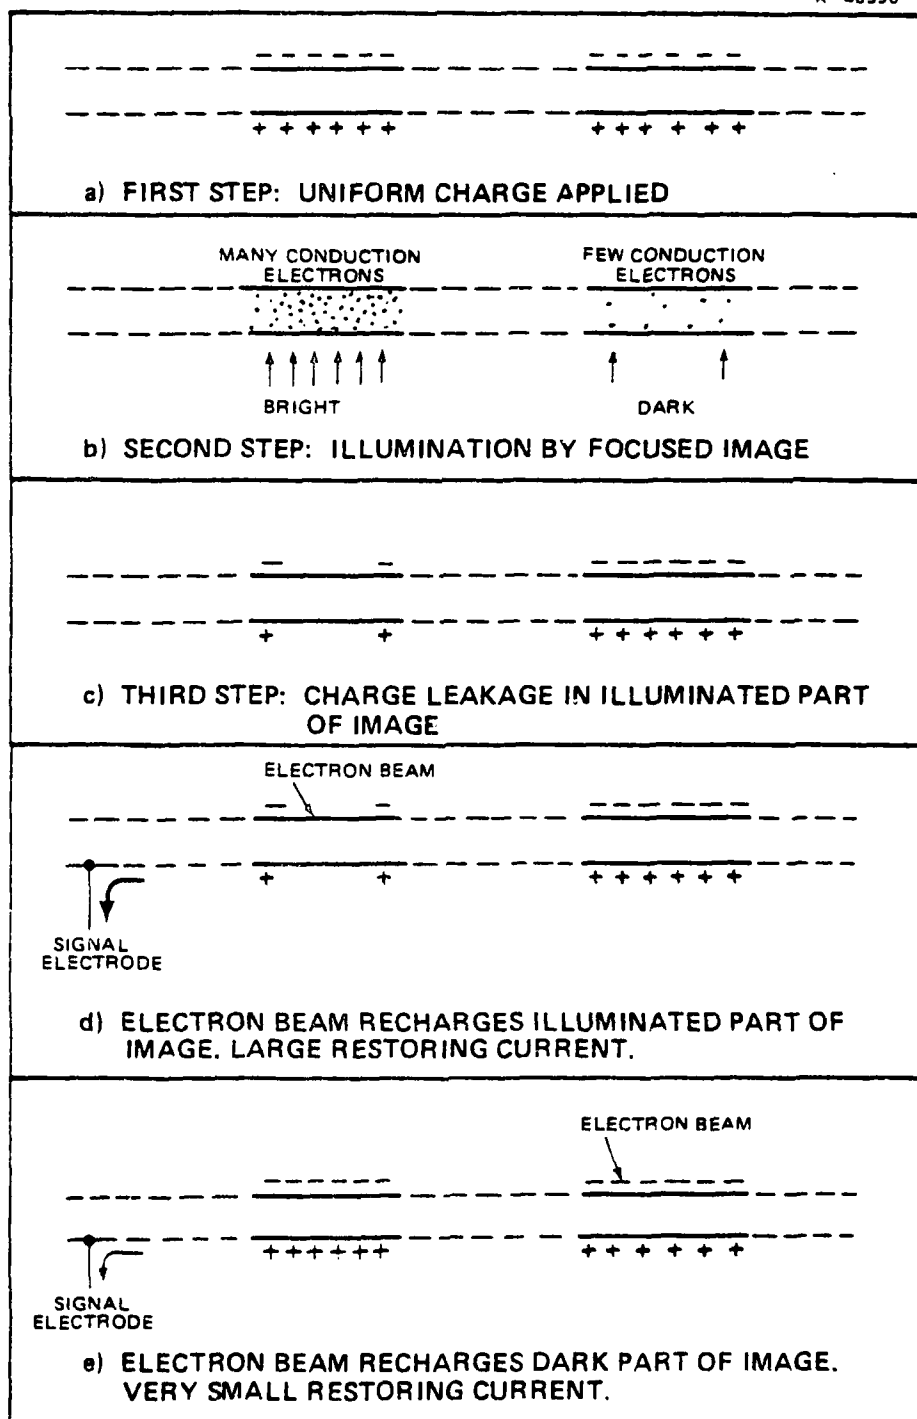 a) FIRST STEP: UNIFORM CHARGE APPLIED
MANY CONDUCTION
ELECTRONS
FEW CONDUCTION
ELECTRONS
BRIGHT
DARK
b) SECOND STEP: ILLUMINATION BY FOCUSED IMAGE
c) THIRD STEP: CHARGE LEAKAGE IN ILLUMINATED PART
OF IMAGE
ELECTRON BEAM
SIGNAL
ELECTRODE
d) ELECTRON BEAM RECHARGES ILLUMINATED PART OF
IMAGE. LARGE RESTORING CURRENT.
ELECTRON BEAM
SIGNAL
ELECTRODE
e) ELECTRON BEAM RECHARGES DARK PART OF IMAGE.
VERY SMALL RESTORING CURRENT.